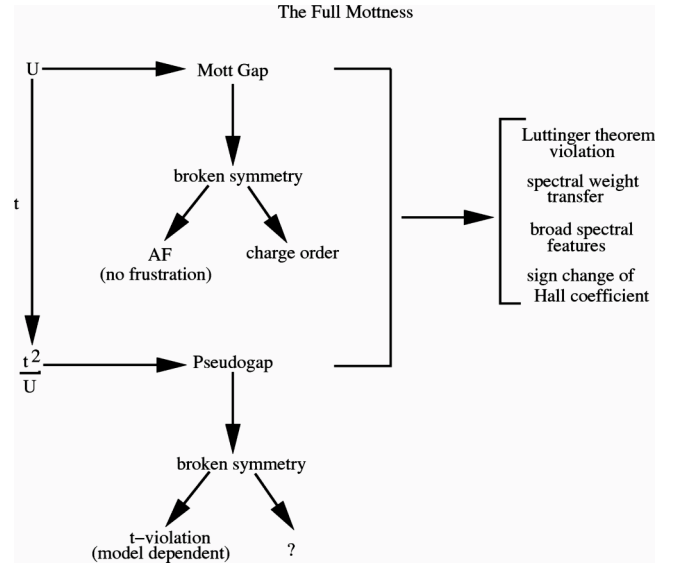 The Full Mottness
U
Mott Gap
t
broken symmetry
AF
(no frustration)
charge order
Luttinger theorem
violation
spectral weight
transfer
broad spectral
features
sign change of
Hall coefficient
t²
U
Pseudogap
broken symmetry
t−violation
(model dependent)
?